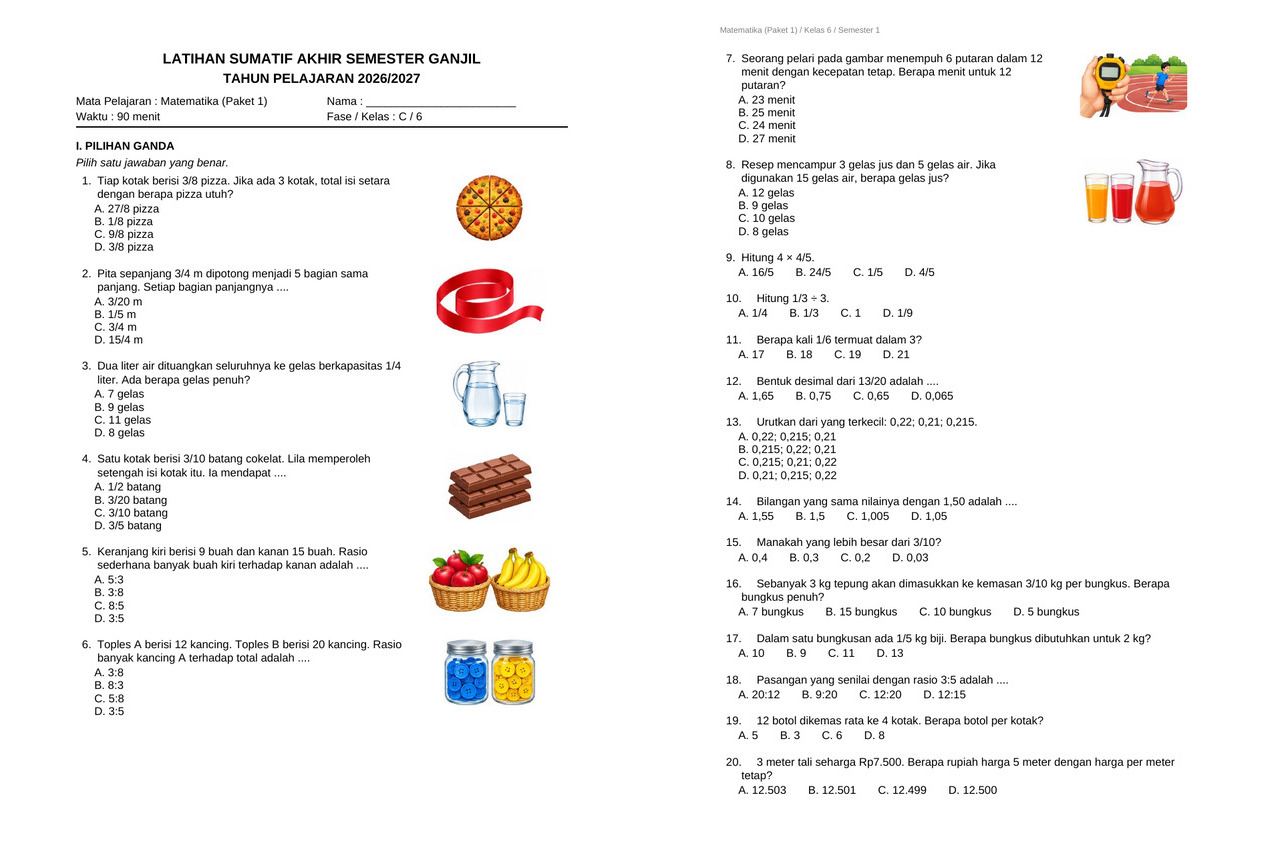 LATIHAN SUMATIF AKHIR SEMESTER GANJIL
TAHUN PELAJARAN 2026/2027
Mata Pelajaran : Matematika (Paket 1)
Nama : _________________________
Waktu : 90 menit
Fase / Kelas : C / 6
I. PILIHAN GANDA
Pilih satu jawaban yang benar.
1. Tiap kotak berisi 3/8 pizza. Jika ada 3 kotak, total isi setara
dengan berapa pizza utuh?
A. 27/8 pizza
B. 1/8 pizza
C. 9/8 pizza
D. 3/8 pizza
2. Pita sepanjang 3/4 m dipotong menjadi 5 bagian sama
panjang. Setiap bagian panjangnya ....
A. 3/20 m
B. 1/5 m
C. 3/4 m
D. 15/4 m
3. Dua liter air dituangkan seluruhnya ke gelas berkapasitas 1/4
liter. Ada berapa gelas penuh?
A. 7 gelas
B. 9 gelas
C. 11 gelas
D. 8 gelas
4. Satu kotak berisi 3/10 batang cokelat. Lila memperoleh
setengah isi kotak itu. Ia mendapat ....
A. 1/2 batang
B. 3/20 batang
C. 3/10 batang
D. 3/5 batang
5. Keranjang kiri berisi 9 buah dan kanan 15 buah. Rasio
sederhana banyak buah kiri terhadap kanan adalah ....
A. 5:3
B. 3:8
C. 8:5
D. 3:5
6. Toples A berisi 12 kancing. Toples B berisi 20 kancing. Rasio
banyak kancing A terhadap total adalah ....
A. 3:8
B. 8:3
C. 5:8
D. 3:5
Matematika (Paket 1) / Kelas 6 / Semester 1
7. Seorang pelari pada gambar menempuh 6 putaran dalam 12
menit dengan kecepatan tetap. Berapa menit untuk 12
putaran?
A. 23 menit
B. 25 menit
C. 24 menit
D. 27 menit
8. Resep mencampur 3 gelas jus dan 5 gelas air. Jika
digunakan 15 gelas air, berapa gelas jus?
A. 12 gelas
B. 9 gelas
C. 10 gelas
D. 8 gelas
9. Hitung 4 × 4/5.
A. 16/5 B. 24/5 C. 1/5 D. 4/5
10. Hitung 1/3 ÷ 3.
A. 1/4 B. 1/3 C. 1 D. 1/9
11. Berapa kali 1/6 termuat dalam 3?
A. 17 B. 18 C. 19 D. 21
12. Bentuk desimal dari 13/20 adalah ....
A. 1,65 B. 0,75 C. 0,65 D. 0,065
13. Urutkan dari yang terkecil: 0,22; 0,21; 0,215.
A. 0,22; 0,215; 0,21
B. 0,215; 0,22; 0,21
C. 0,215; 0,21; 0,22
D. 0,21; 0,215; 0,22
14. Bilangan yang sama nilainya dengan 1,50 adalah ....
A. 1,55 B. 1,5 C. 1,005 D. 1,05
15. Manakah yang lebih besar dari 3/10?
A. 0,4 B. 0,3 C. 0,2 D. 0,03
16. Sebanyak 3 kg tepung akan dimasukkan ke kemasan 3/10 kg per bungkus. Berapa
bungkus penuh?
A. 7 bungkus B. 15 bungkus C. 10 bungkus D. 5 bungkus
17. Dalam satu bungkusan ada 1/5 kg biji. Berapa bungkus dibutuhkan untuk 2 kg?
A. 10 B. 9 C. 11 D. 13
18. Pasangan yang senilai dengan rasio 3:5 adalah ....
A. 20:12 B. 9:20 C. 12:20 D. 12:15
19. 12 botol dikemas rata ke 4 kotak. Berapa botol per kotak?
A. 5 B. 3 C. 6 D. 8
20. 3 meter tali seharga Rp7.500. Berapa rupiah harga 5 meter dengan harga per meter
tetap?
A. 12.503 B. 12.501 C. 12.499 D. 12.500